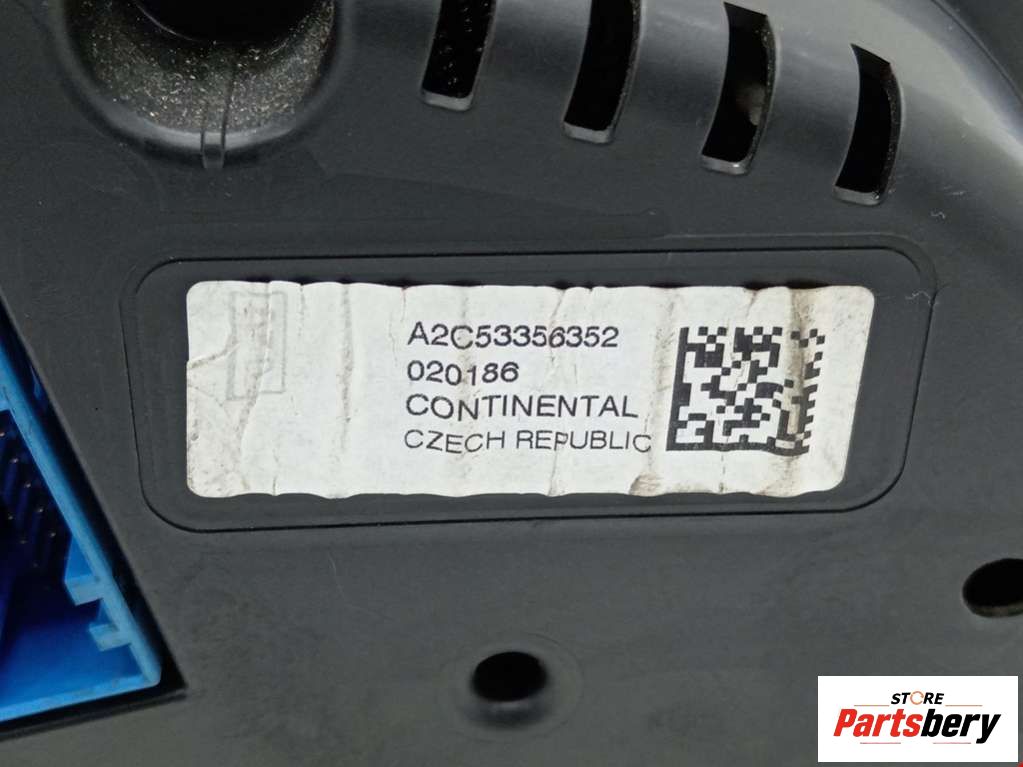 A2C53356352
020186
CONTINENTAL
CZECH REPUBLIC
STORE
Partsbery